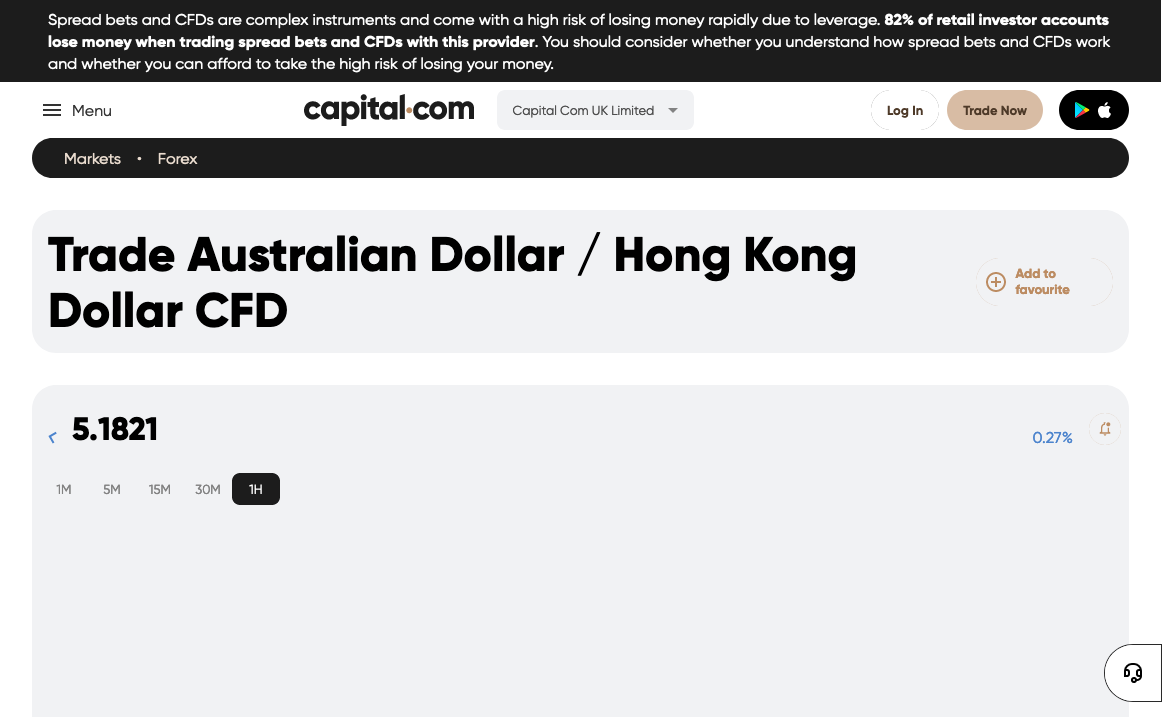 Spread bets and CFDs are complex instruments and come with a high risk of losing money rapidly due to leverage. 82% of retail investor accounts
lose money when trading spread bets and CFDs with this provider. You should consider whether you understand how spread bets and CFDs work
and whether you can afford to take the high risk of losing your money.
Menu
capital.com
Capital Com UK Limited
Log In
Trade Now
Markets • Forex
Trade Australian Dollar / Hong Kong
Dollar CFD
Add to
favourite
5.1821
0.27%
1M 5M 15M 30M 1H